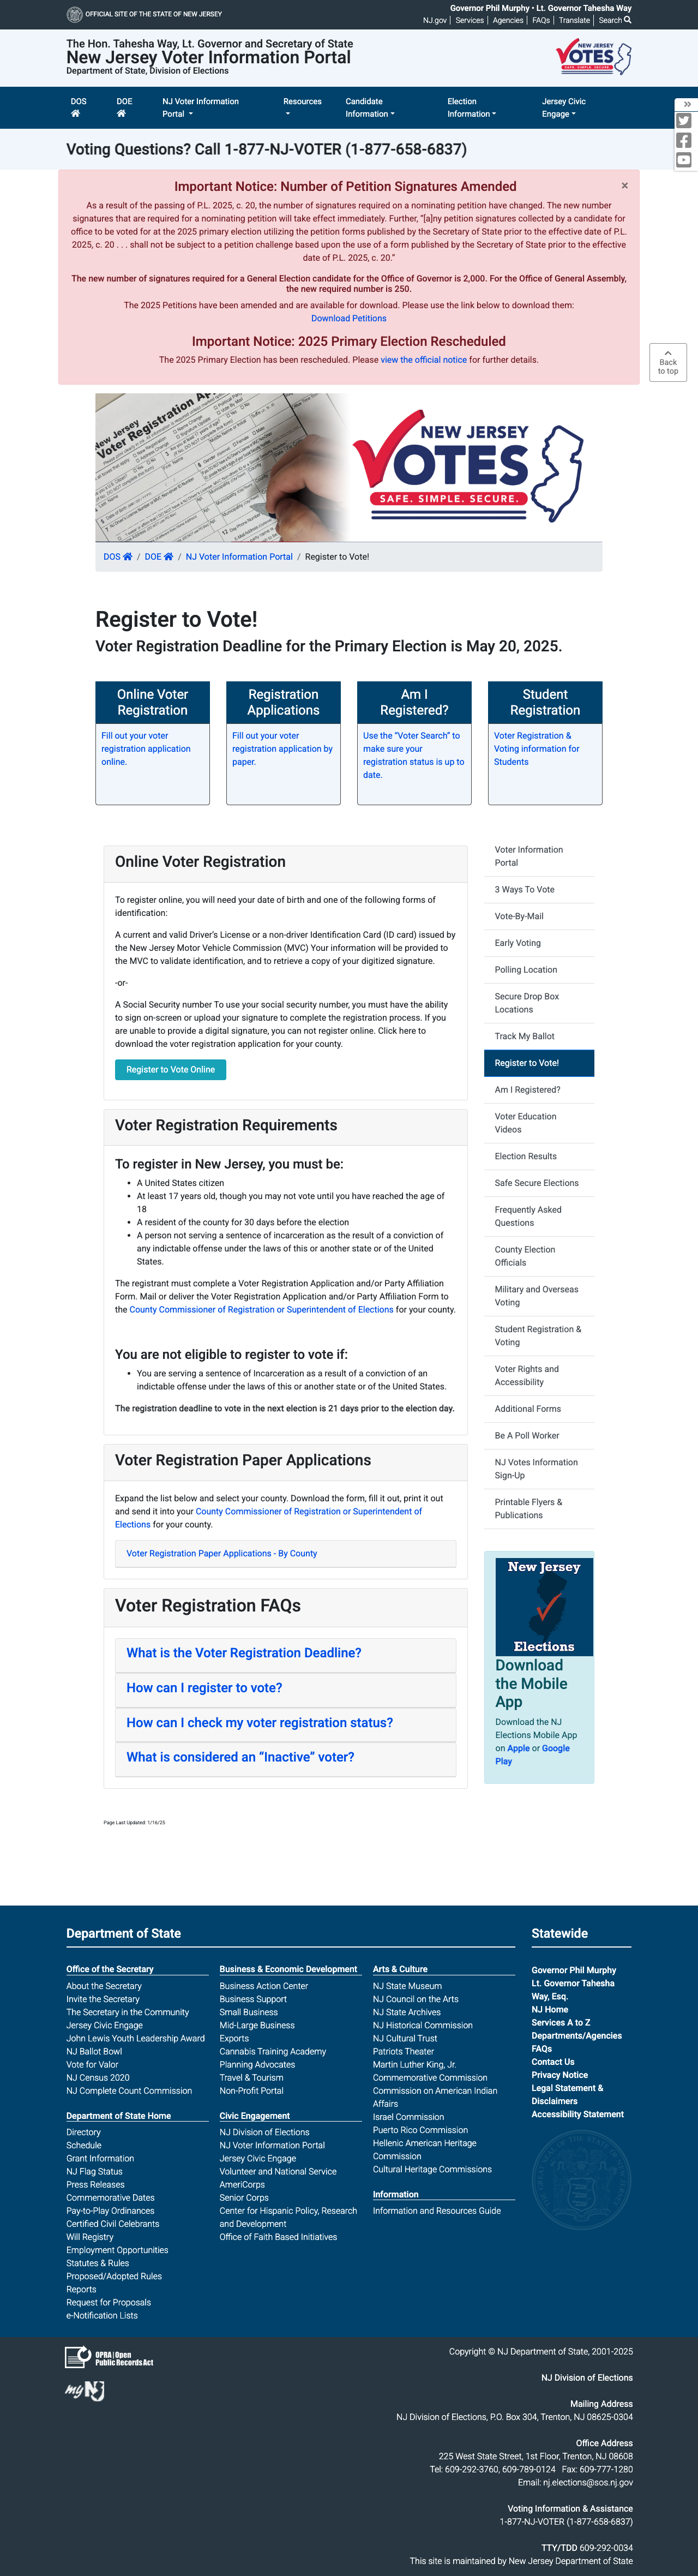 OFFICIAL SITE OF THE STATE OF NEW JERSEY
Governor Phil Murphy • Lt. Governor Tahesha Way
NJ.gov | Services | Agencies | FAQs | Translate | Search
The Hon. Tahesha Way, Lt. Governor and Secretary of State
New Jersey Voter Information Portal
Department of State, Division of Elections
NEW JERSEY
VOTES
SAFE. SIMPLE. SECURE.
DOS
DOE
NJ Voter Information
Portal
Resources
Candidate
Information
Election
Information
Jersey Civic
Engage
Voting Questions? Call 1-877-NJ-VOTER (1-877-658-6837)
Important Notice: Number of Petition Signatures Amended
×
As a result of the passing of P.L. 2025, c. 20, the number of signatures required on a nominating petition have changed. The new number
signatures that are required for a nominating petition will take effect immediately. Further, “[a]ny petition signatures collected by a candidate for
office to be voted for at the 2025 primary election utilizing the petition forms published by the Secretary of State prior to the effective date of P.L.
2025, c. 20 . . . shall not be subject to a petition challenge based upon the use of a form published by the Secretary of State prior to the effective
date of P.L. 2025, c. 20.”
The new number of signatures required for a General Election candidate for the Office of Governor is 2,000. For the Office of General Assembly,
the new required number is 250.
The 2025 Petitions have been amended and are available for download. Please use the link below to download them:
Download Petitions
Important Notice: 2025 Primary Election Rescheduled
The 2025 Primary Election has been rescheduled. Please view the official notice for further details.
Back
to top
New Jersey
Voter Registration App
NEW JERSEY
VOTES
SAFE. SIMPLE. SECURE.
DOS / DOE / NJ Voter Information Portal / Register to Vote!
Register to Vote!
Voter Registration Deadline for the Primary Election is May 20, 2025.
Online Voter
Registration
Fill out your voter
registration application
online.
Registration
Applications
Fill out your voter
registration application by
paper.
Am I
Registered?
Use the “Voter Search” to
make sure your
registration status is up to
date.
Student
Registration
Voter Registration &
Voting information for
Students
Online Voter Registration
To register online, you will need your date of birth and one of the following forms of
identification:
A current and valid Driver’s License or a non-driver Identification Card (ID card) issued by
the New Jersey Motor Vehicle Commission (MVC) Your information will be provided to
the MVC to validate identification, and to retrieve a copy of your digitized signature.
-or-
A Social Security number To use your social security number, you must have the ability
to sign on-screen or upload your signature to complete the registration process. If you
are unable to provide a digital signature, you can not register online. Click here to
download the voter registration application for your county.
Register to Vote Online
Voter Registration Requirements
To register in New Jersey, you must be:
• A United States citizen
• At least 17 years old, though you may not vote until you have reached the age of
18
• A resident of the county for 30 days before the election
• A person not serving a sentence of incarceration as the result of a conviction of
any indictable offense under the laws of this or another state or of the United
States.
The registrant must complete a Voter Registration Application and/or Party Affiliation
Form. Mail or deliver the Voter Registration Application and/or Party Affiliation Form to
the County Commissioner of Registration or Superintendent of Elections for your county.
You are not eligible to register to vote if:
• You are serving a sentence of Incarceration as a result of a conviction of an
indictable offense under the laws of this or another state or of the United States.
The registration deadline to vote in the next election is 21 days prior to the election day.
Voter Registration Paper Applications
Expand the list below and select your county. Download the form, fill it out, print it out
and send it into your County Commissioner of Registration or Superintendent of
Elections for your county.
Voter Registration Paper Applications - By County
Voter Registration FAQs
What is the Voter Registration Deadline?
How can I register to vote?
How can I check my voter registration status?
What is considered an “Inactive” voter?
Page Last Updated: 1/16/25
Voter Information
Portal
3 Ways To Vote
Vote-By-Mail
Early Voting
Polling Location
Secure Drop Box
Locations
Track My Ballot
Register to Vote!
Am I Registered?
Voter Education
Videos
Election Results
Safe Secure Elections
Frequently Asked
Questions
County Election
Officials
Military and Overseas
Voting
Student Registration &
Voting
Voter Rights and
Accessibility
Additional Forms
Be A Poll Worker
NJ Votes Information
Sign-Up
Printable Flyers &
Publications
New Jersey
Elections
Download
the Mobile
App
Download the NJ
Elections Mobile App
on Apple or Google
Play
Department of State
Office of the Secretary
About the Secretary
Invite the Secretary
The Secretary in the Community
Jersey Civic Engage
John Lewis Youth Leadership Award
NJ Ballot Bowl
Vote for Valor
NJ Census 2020
NJ Complete Count Commission
Department of State Home
Directory
Schedule
Grant Information
NJ Flag Status
Press Releases
Commemorative Dates
Pay-to-Play Ordinances
Certified Civil Celebrants
Will Registry
Employment Opportunities
Statutes & Rules
Proposed/Adopted Rules
Reports
Request for Proposals
e-Notification Lists
Business & Economic Development
Business Action Center
Business Support
Small Business
Mid-Large Business
Exports
Cannabis Training Academy
Planning Advocates
Travel & Tourism
Non-Profit Portal
Civic Engagement
NJ Division of Elections
NJ Voter Information Portal
Jersey Civic Engage
Volunteer and National Service
AmeriCorps
Senior Corps
Center for Hispanic Policy, Research
and Development
Office of Faith Based Initiatives
Arts & Culture
NJ State Museum
NJ Council on the Arts
NJ State Archives
NJ Historical Commission
NJ Cultural Trust
Patriots Theater
Martin Luther King, Jr.
Commemorative Commission
Commission on American Indian
Affairs
Israel Commission
Puerto Rico Commission
Hellenic American Heritage
Commission
Cultural Heritage Commissions
Information
Information and Resources Guide
Statewide
Governor Phil Murphy
Lt. Governor Tahesha
Way, Esq.
NJ Home
Services A to Z
Departments/Agencies
FAQs
Contact Us
Privacy Notice
Legal Statement &
Disclaimers
Accessibility Statement
OPRA | Open
Public Records Act
my NJ
Copyright © NJ Department of State, 2001-2025
NJ Division of Elections
Mailing Address
NJ Division of Elections, P.O. Box 304, Trenton, NJ 08625-0304
Office Address
225 West State Street, 1st Floor, Trenton, NJ 08608
Tel: 609-292-3760, 609-789-0124 Fax: 609-777-1280
Email: nj.elections@sos.nj.gov
Voting Information & Assistance
1-877-NJ-VOTER (1-877-658-6837)
TTY/TDD 609-292-0034
This site is maintained by New Jersey Department of State